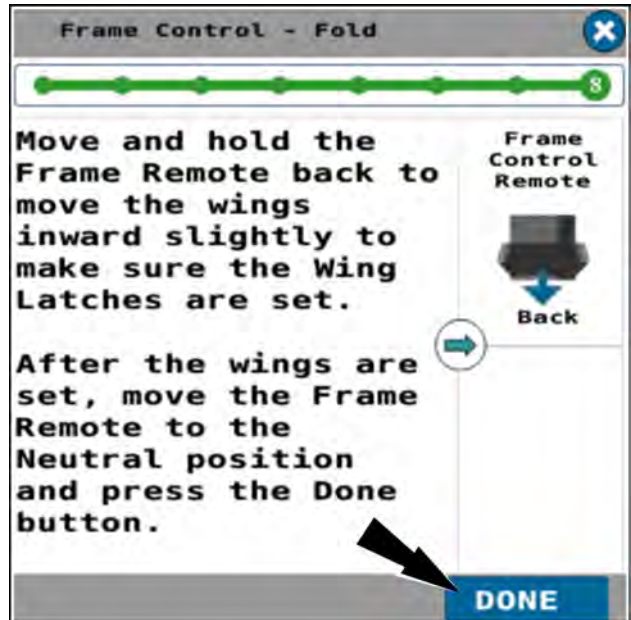 Frame Control - Fold
8
Move and hold the
Frame Remote back to
move the wings
inward slightly to
make sure the Wing
Latches are set.
After the wings are
set, move the Frame
Remote to the
Neutral position
and press the Done
button.
Frame
Control
Remote
Back
DONE